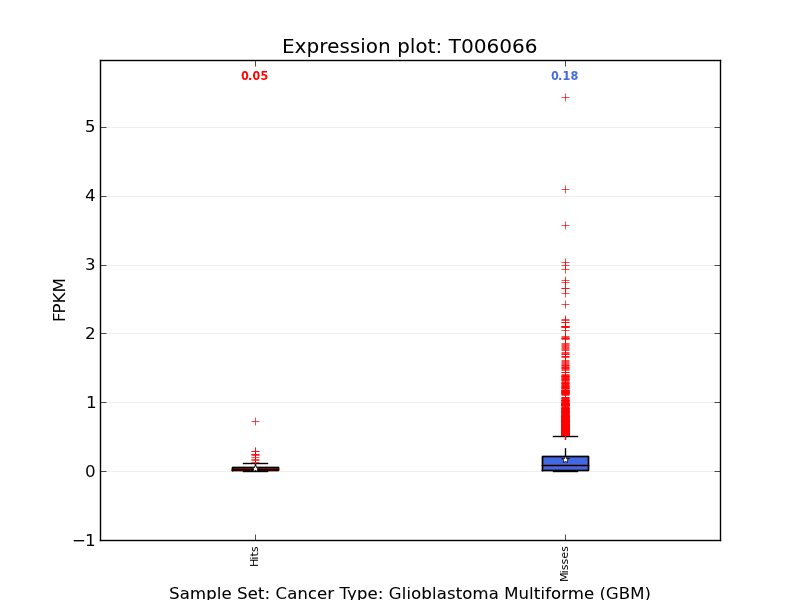 Expression plot: T006066
0.05
0.18
5
4
3
2
1
0
−1
FPKM
Hits
Misses
Sample Set: Cancer Type: Glioblastoma Multiforme (GBM)